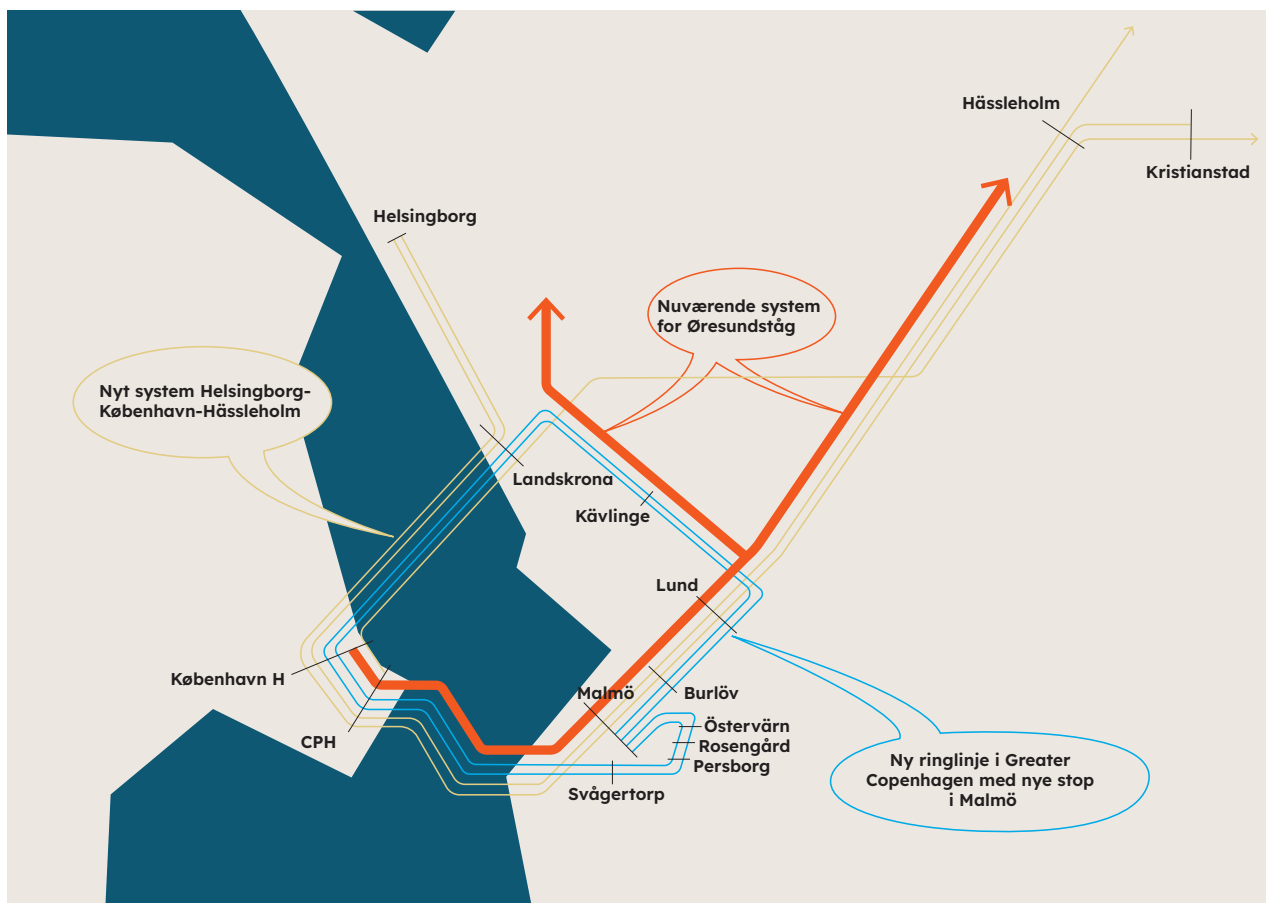 Hässleholm
Kristianstad
Helsingborg
Nuværende system
for Øresundståg
Nyt system Helsingborg-
København-Hässleholm
Landskrona
Kävlinge
Lund
København H
Malmö
Burlöv
Östervärn
CPH
Rosengård
Persborg
Svågertorp
Ny ringlinje i Greater
Copenhagen med nye stop
i Malmö